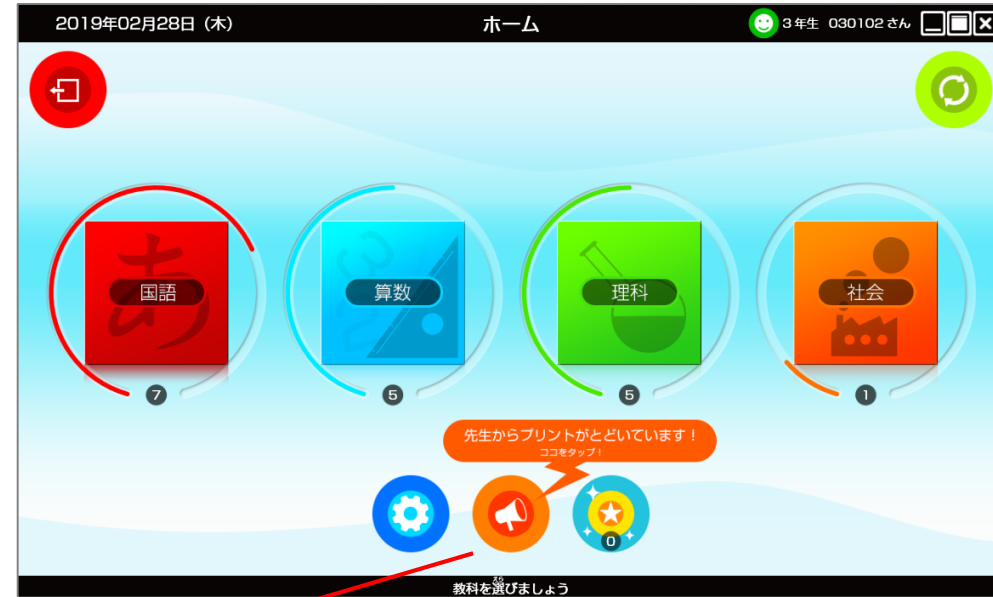 2019年02月28日（木）
ホーム
3年生 030102さん
国語
算数
理科
社会
7
5
5
1
先生からプリントがとどいています！
ココをタップ！
0
えら
教科を選びましょう